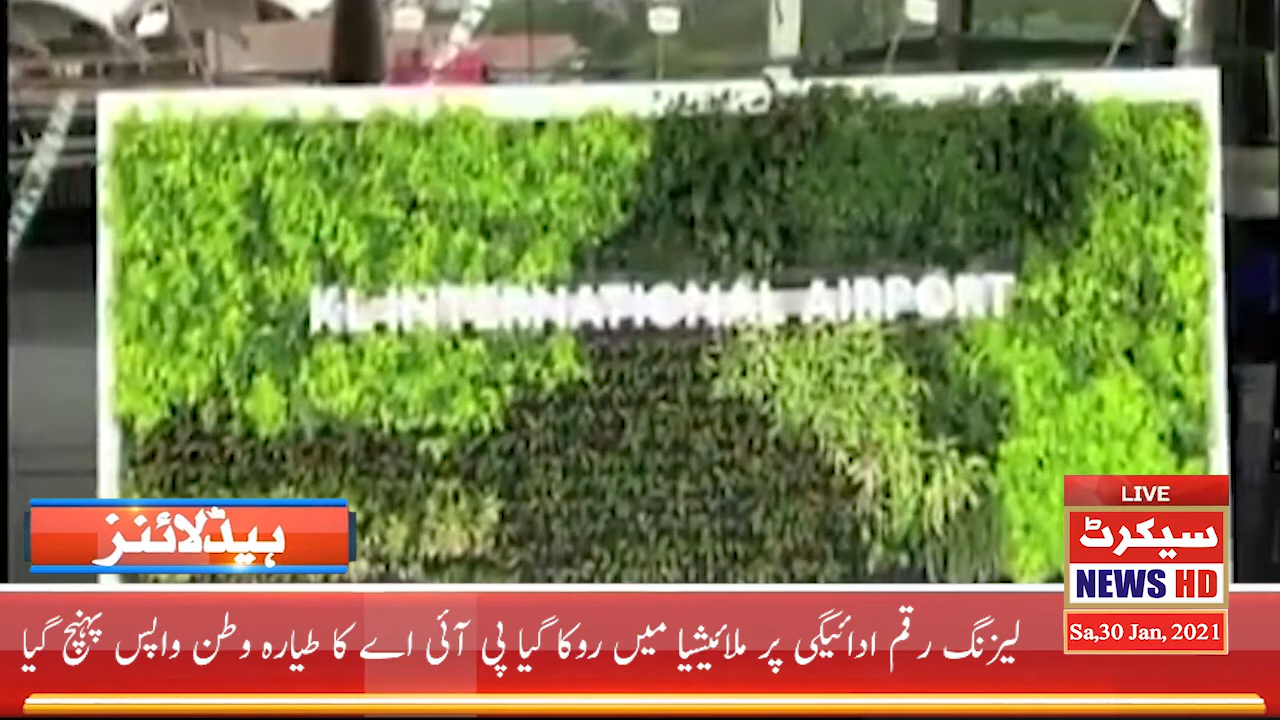 KL INTERNATIONAL AIRPORT
ہیڈلائنز
LIVE
سیکرٹ
NEWS HD
Sa,30 Jan, 2021
لیزنگ رقم ادائیگی پر ملائیشیا میں روکا گیا پی آئی اے کا طیارہ وطن واپس پہنچ گیا